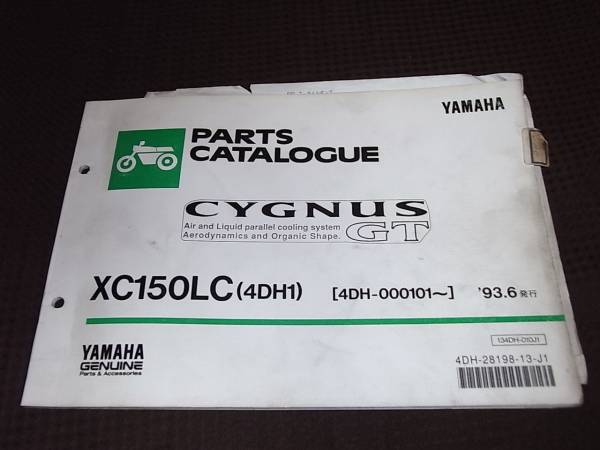 YAMAHA
PARTS
CATALOGUE
CYGNUS
Air and Liquid parallel cooling system
Aerodynamics and Organic Shape.
GT
XC150LC (4DH1) [4DH-000101~] '93.6 発行
134DH-010J1
YAMAHA
GENUINE
Parts & Accessories
4DH-28198-13-J1